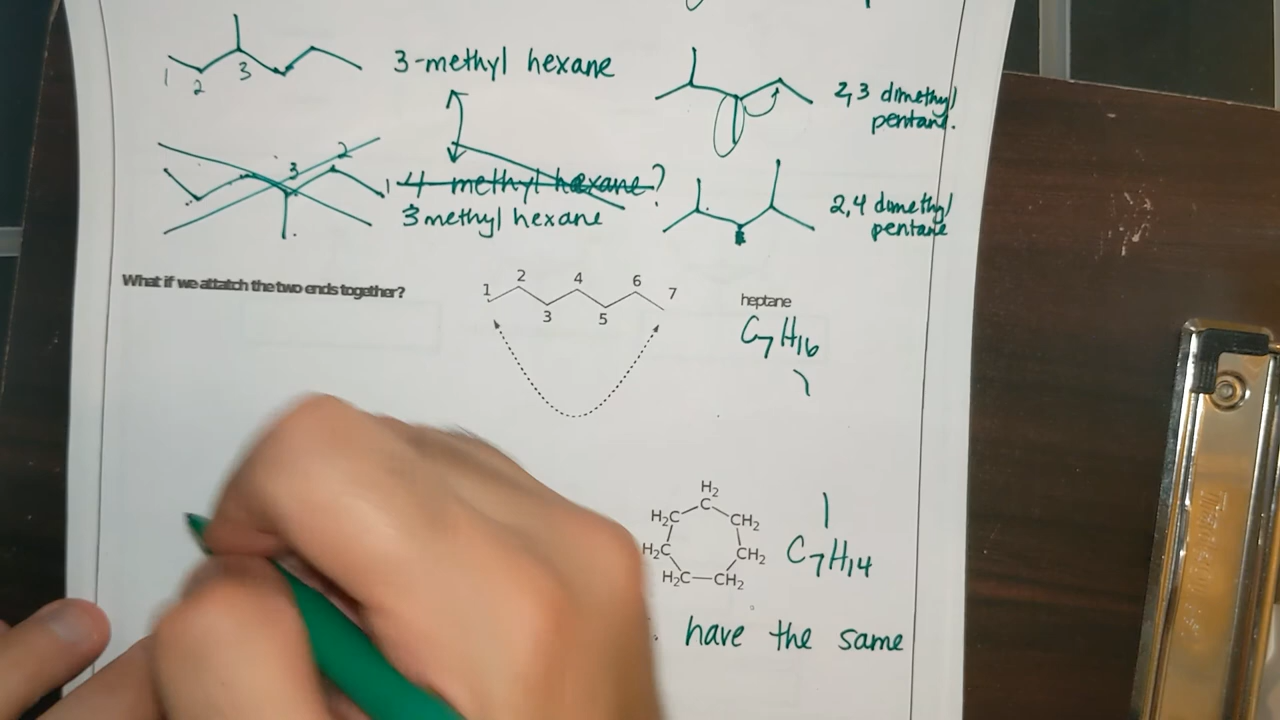 3-methyl hexane
1 2 3
2,3 dimethyl
pentane.
3 2 1
4 methyl hexane?
3 methyl hexane
2,4 dimethyl
pentane
What if we attatch the two ends together?
1 2 3 4 5 6 7
heptane
C7H16
H2
C
H2C
CH2
H2C
CH2
H2C—CH2
C7H14
have the same